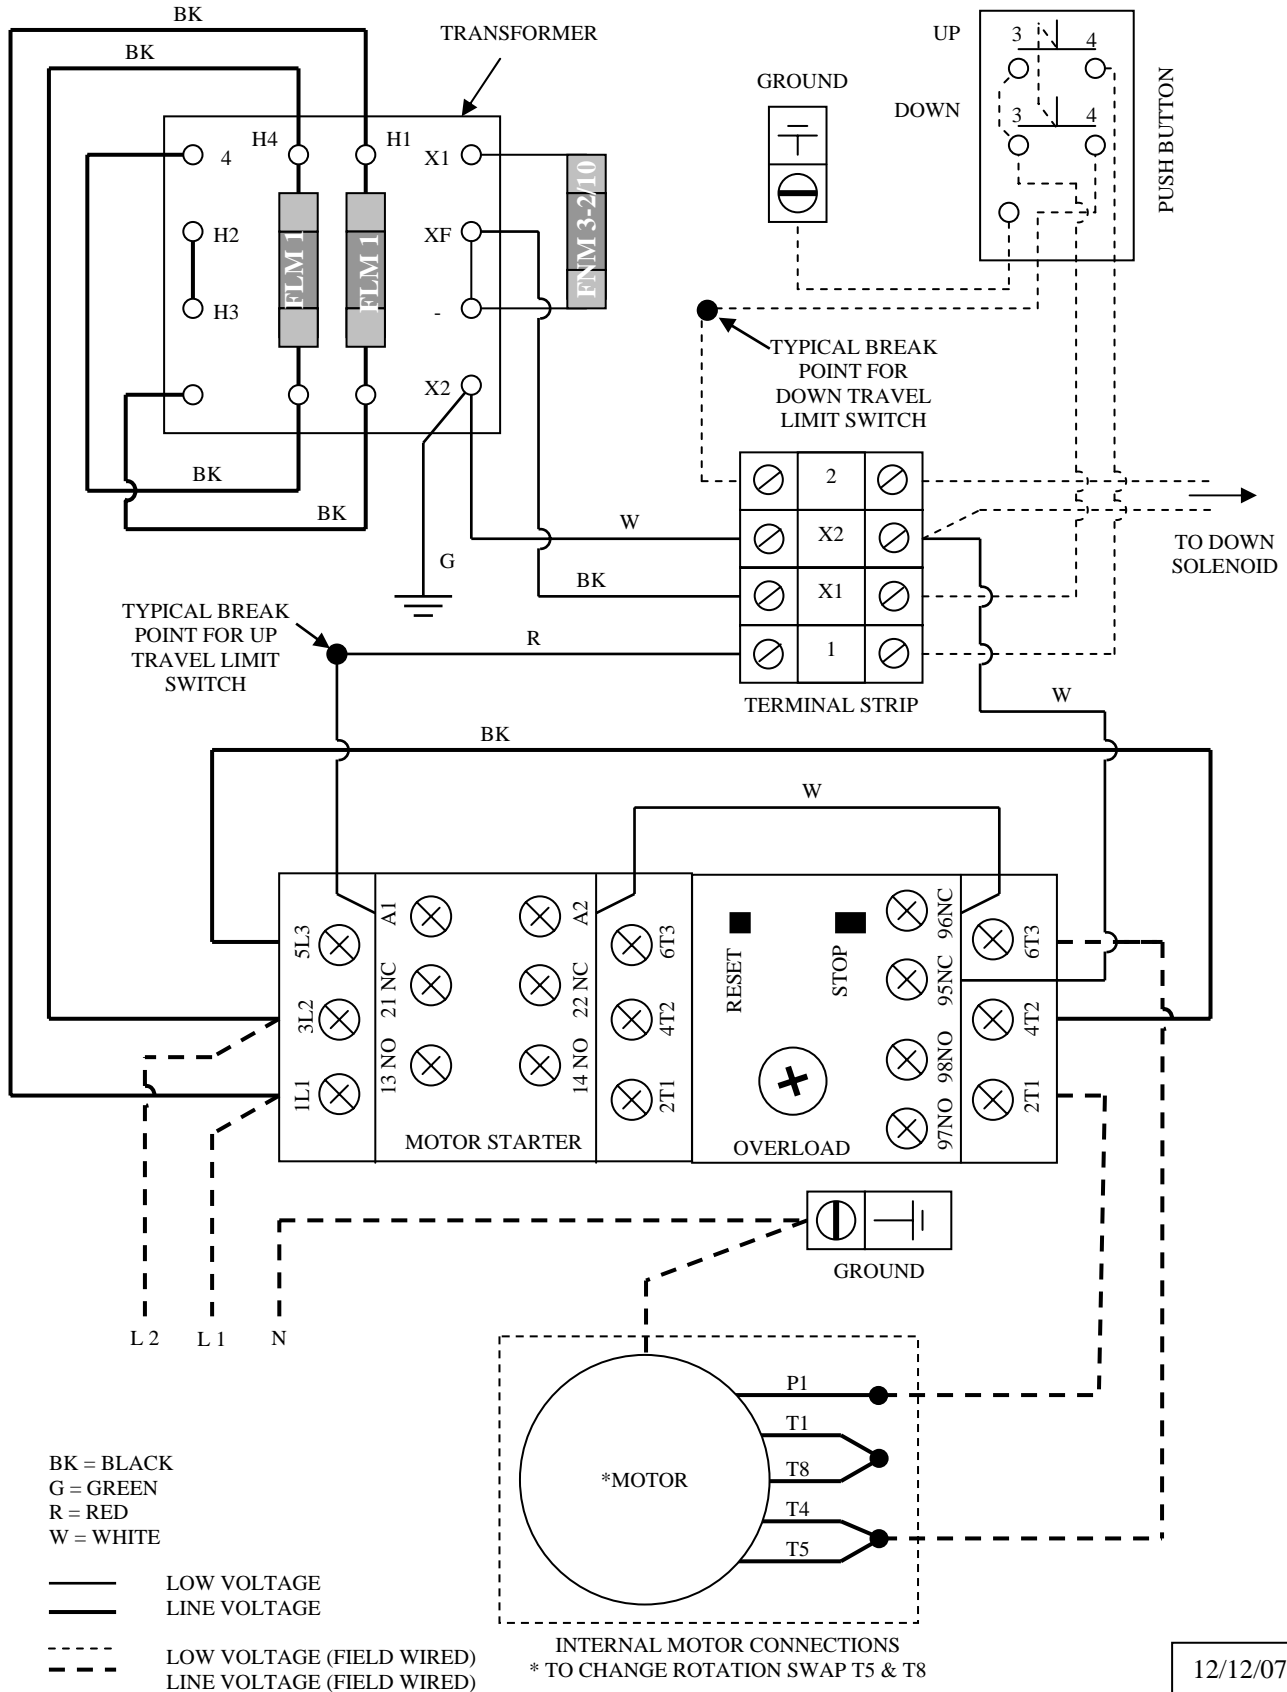 BK
BK
TRANSFORMER
UP
3
4
GROUND
DOWN
3
4
PUSH BUTTON
4
H4
H1
X1
H2
XF
H3
-
X2
FLM 1
FLM 1
FNM 3-2/10
TYPICAL BREAK
POINT FOR
DOWN TRAVEL
LIMIT SWITCH
BK
BK
W
G
BK
R
2
X2
X1
1
TERMINAL STRIP
TO DOWN
SOLENOID
TYPICAL BREAK
POINT FOR UP
TRAVEL LIMIT
SWITCH
W
BK
W
5L3
3L2
1L1
A1
21 NC
13 NO
A2
22 NC
14 NO
6T3
4T2
2T1
MOTOR STARTER
RESET
STOP
96NC
95NC
98NO
97NO
6T3
4T2
2T1
OVERLOAD
GROUND
L 2
L 1
N
P1
T1
T8
T4
T5
*MOTOR
BK = BLACK
G = GREEN
R = RED
W = WHITE
LOW VOLTAGE
LINE VOLTAGE
LOW VOLTAGE (FIELD WIRED)
LINE VOLTAGE (FIELD WIRED)
INTERNAL MOTOR CONNECTIONS
* TO CHANGE ROTATION SWAP T5 & T8
12/12/07